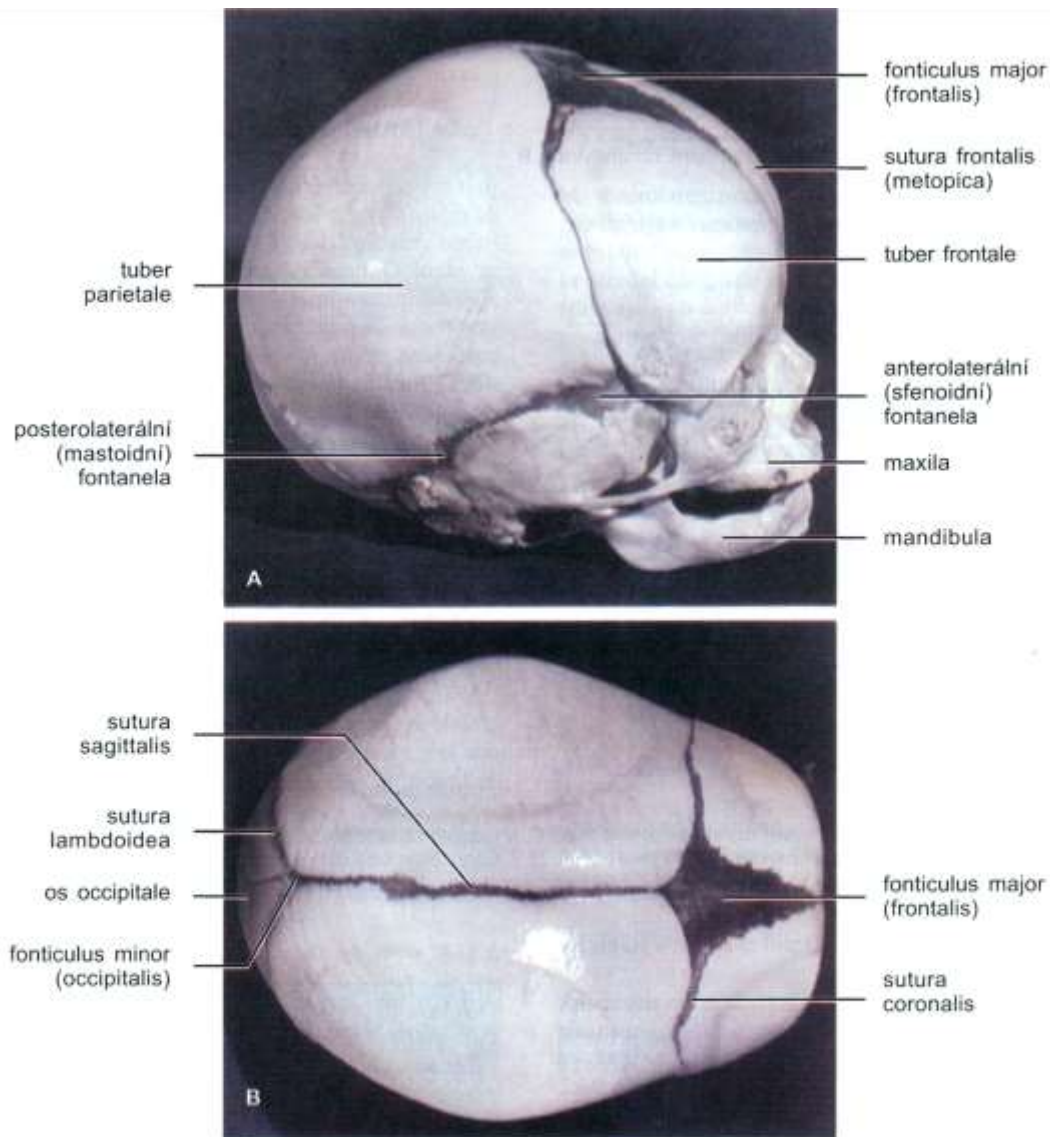 fonticulus major
(frontalis)
sutura frontalis
(metopica)
tuber frontale
tuber
parietale
anterolaterální
(sfenoidní)
fontanela
posterolaterální
(mastoidní)
fontanela
maxila
mandibula
A
sutura
sagittalis
sutura
lambdoidea
os occipitale
fonticulus minor
(occipitalis)
fonticulus major
(frontalis)
sutura
coronalis
B